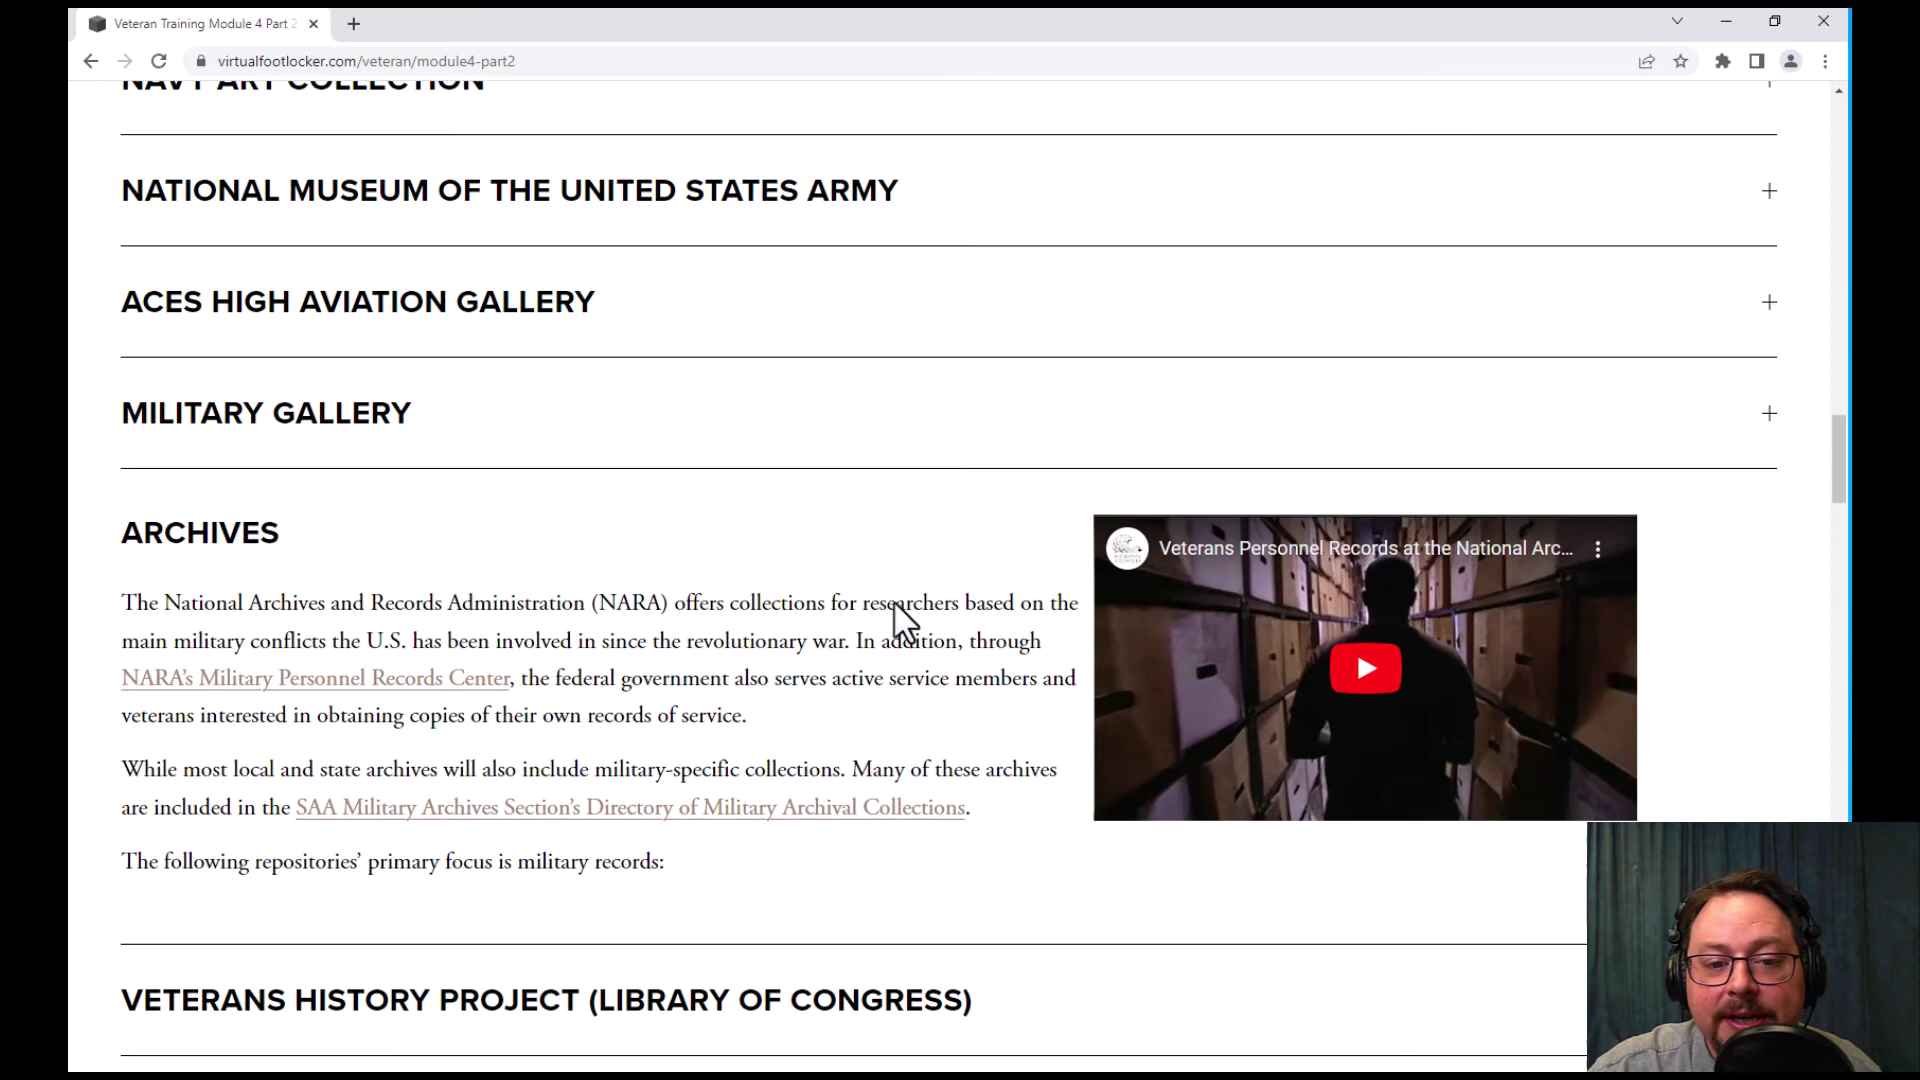 Veteran Training Module 4 Part 2
virtualfootlocker.com/veteran/module4-part2
NAVY ART COLLECTION
NATIONAL MUSEUM OF THE UNITED STATES ARMY
ACES HIGH AVIATION GALLERY
MILITARY GALLERY
ARCHIVES
The National Archives and Records Administration (NARA) offers collections for researchers based on the
main military conflicts the U.S. has been involved in since the revolutionary war. In addition, through
NARA's Military Personnel Records Center, the federal government also serves active service members and
veterans interested in obtaining copies of their own records of service.
While most local and state archives will also include military-specific collections. Many of these archives
are included in the SAA Military Archives Section's Directory of Military Archival Collections.
The following repositories' primary focus is military records:
Veterans Personnel Records at the National Arc...
VETERANS HISTORY PROJECT (LIBRARY OF CONGRESS)